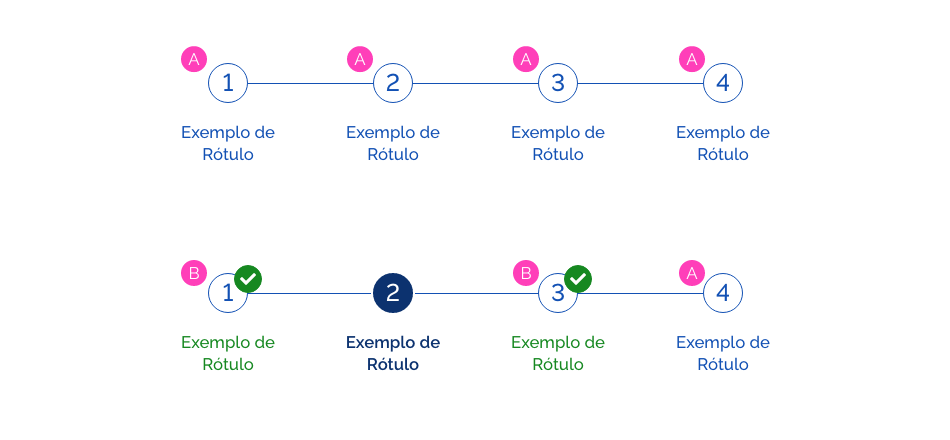 A A A A
1 2 3 4
Exemplo de Exemplo de Exemplo de Exemplo de
Rótulo Rótulo Rótulo Rótulo
B B A
1 2 3 4
Exemplo de Exemplo de Exemplo de Exemplo de
Rótulo Rótulo Rótulo Rótulo